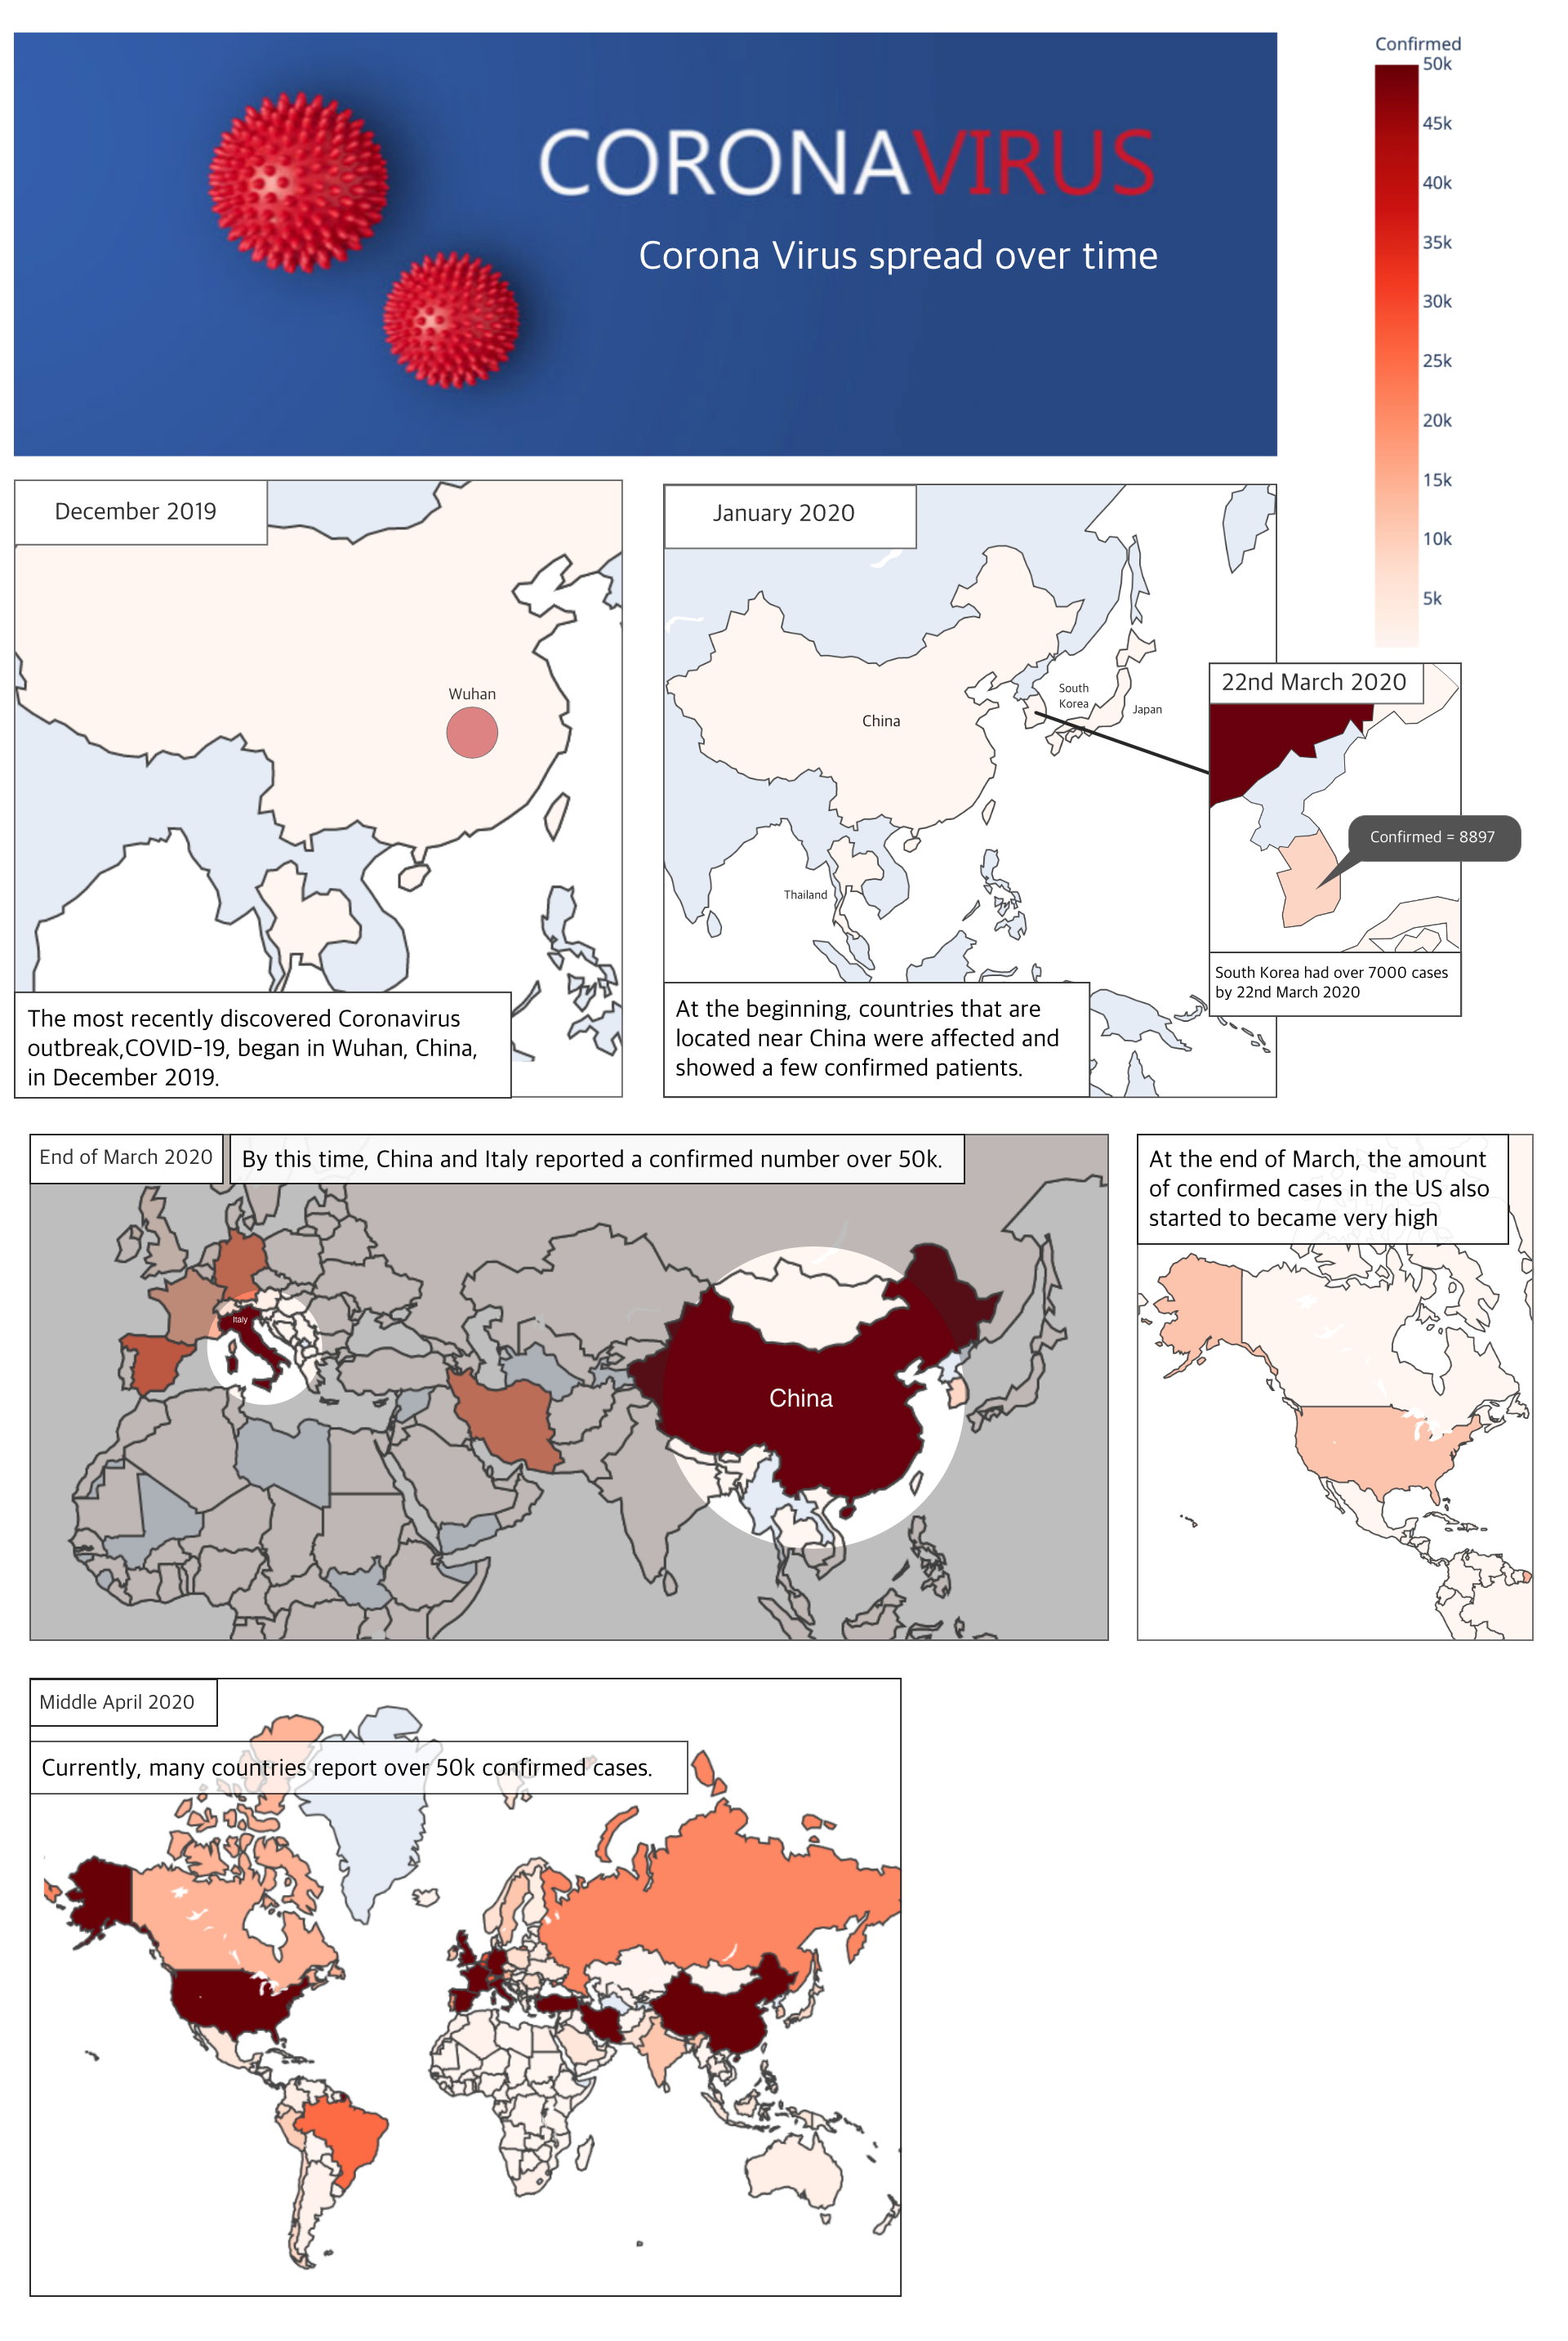 CORONAVIRUS
Corona Virus spread over time
Confirmed
50k
45k
40k
35k
30k
25k
20k
15k
10k
5k
December 2019
Wuhan
The most recently discovered Coronavirus
outbreak,COVID-19, began in Wuhan, China,
in December 2019.
January 2020
China
South
Korea
Japan
Thailand
At the beginning, countries that are
located near China were affected and
showed a few confirmed patients.
22nd March 2020
Confirmed = 8897
South Korea had over 7000 cases
by 22nd March 2020
End of March 2020
By this time, China and Italy reported a confirmed number over 50k.
Italy
China
At the end of March, the amount
of confirmed cases in the US also
started to became very high
Middle April 2020
Currently, many countries report over 50k confirmed cases.